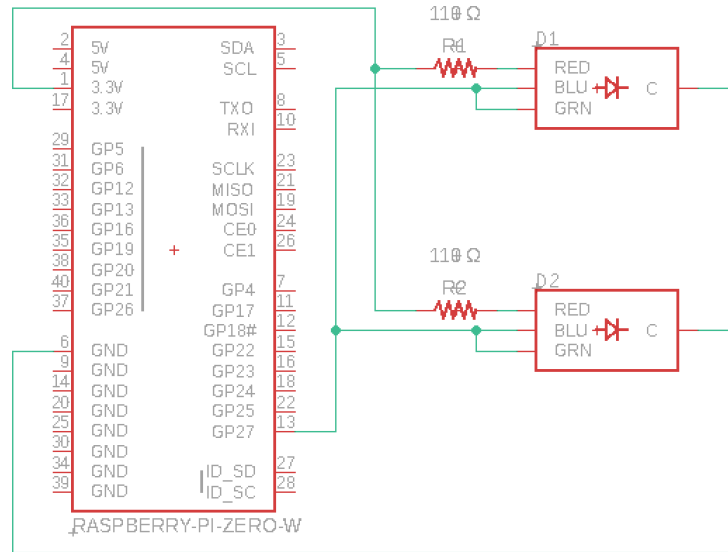 2 5V SDA 3
4 5V SCL 5
1 3.3V
17 3.3V TXO 8
RXI 10
29 GP5
31 GP6 SCLK 23
32 GP12 MISO 21
33 GP13 MOSI 19
36 GP16 CE0 24
35 GP19 CE1 26
38 GP20
40 GP21 GP4 7
37 GP26 GP17 11
GP18# 12
6 GND GP22 15
9 GND GP23 16
14 GND GP24 18
20 GND GP25 22
25 GND GP27 13
30 GND
34 GND ID_SD 27
39 GND ID_SC 28
RASPBERRY-PI-ZERO-W
Ω
R1
D1
RED
BLU C
GRN
Ω
R2
D2
RED
BLU C
GRN